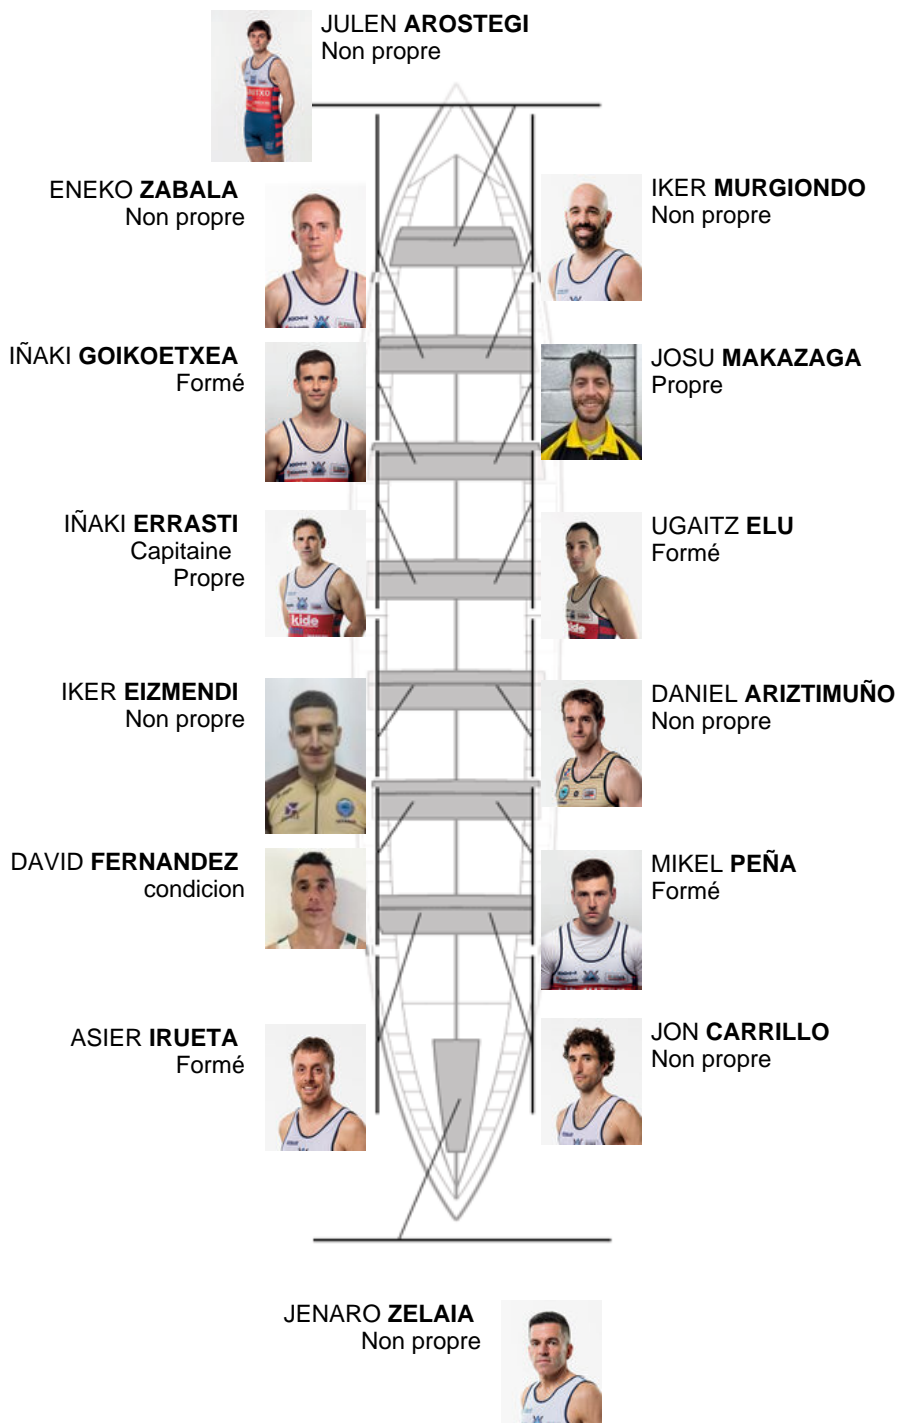 JULEN AROSTEGI
Non propre
ENEKO ZABALA
Non propre
IKER MURGIONDO
Non propre
IÑAKI GOIKOETXEA
Formé
JOSU MAKAZAGA
Propre
IÑAKI ERRASTI
Capitaine
Propre
UGAITZ ELU
Formé
kide
IKER EIZMENDI
Non propre
DANIEL ARIZTIMUÑO
Non propre
DAVID FERNANDEZ
condicion
MIKEL PEÑA
Formé
ASIER IRUETA
Formé
JON CARRILLO
Non propre
JENARO ZELAIA
Non propre